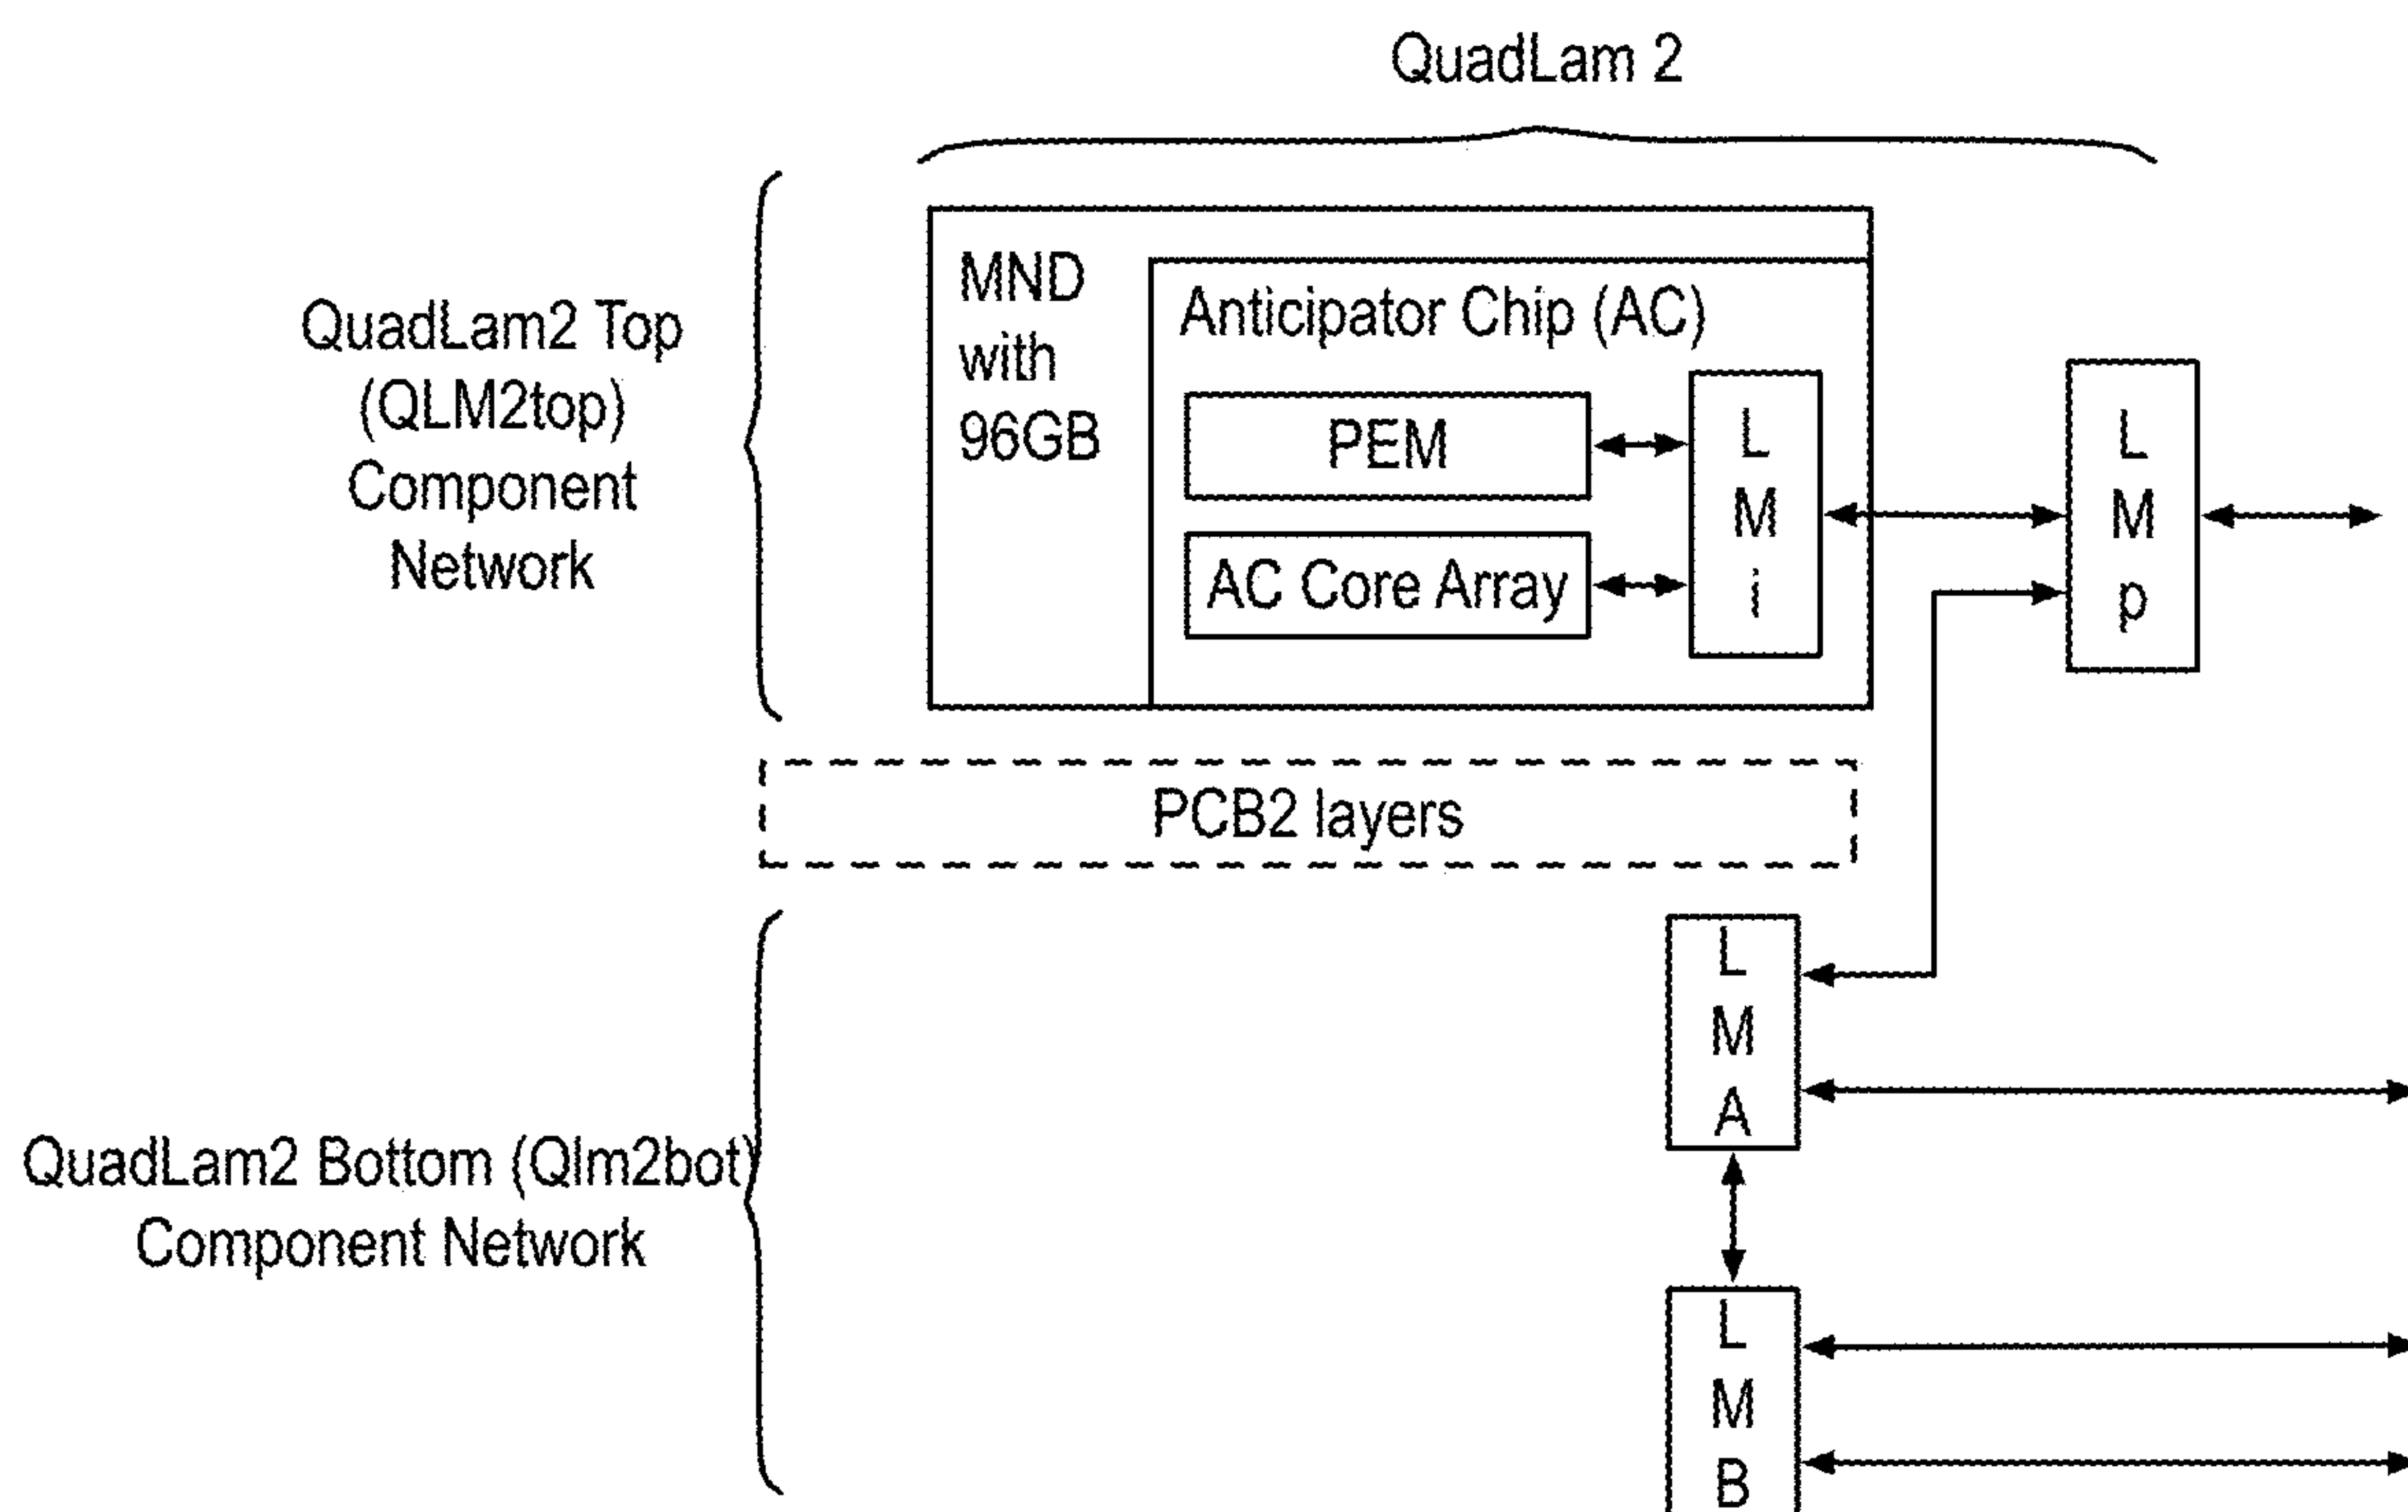 QuadLam 2
QuadLam2 Top
(QLM2top)
Component
Network
MND
with
96GB
Anticipator Chip (AC)
PEM
AC Core Array
L
M
i
L
M
p
PCB2 layers
QuadLam2 Bottom (Qlm2bot)
Component Network
L
M
A
L
M
B